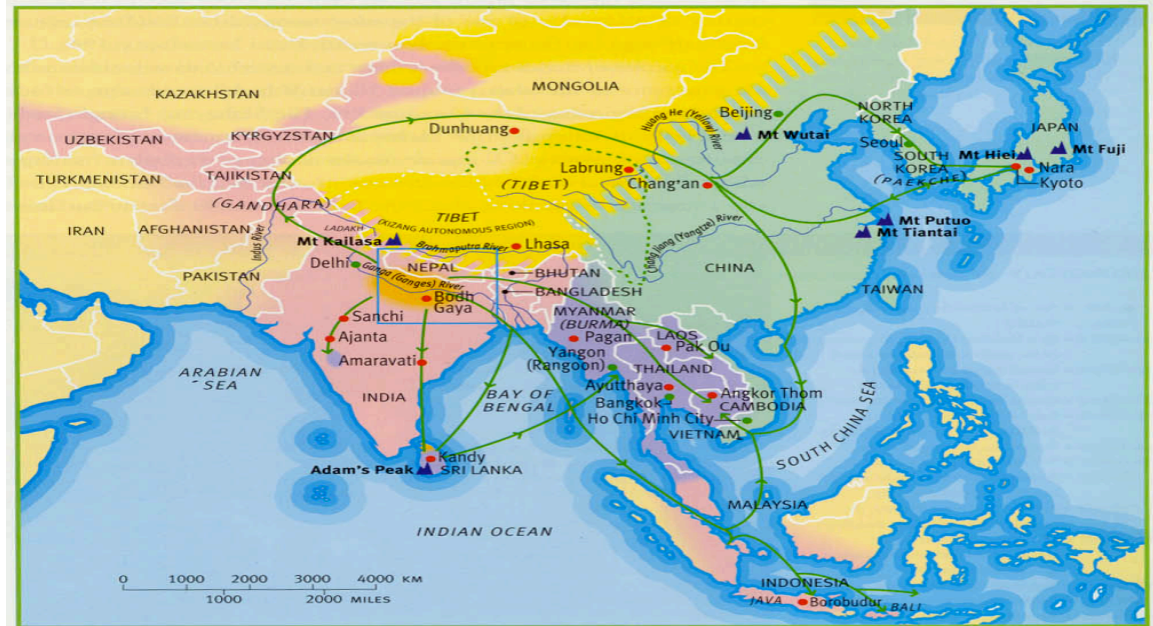 KAZAKHSTAN
MONGOLIA
UZBEKISTAN
KYRGYZSTAN
Dunhuang
Beijing
Huang He (Yellow) River
Mt Wutai
NORTH
KOREA
JAPAN
Seoul
SOUTH
KOREA
(PAEKCHE)
Mt Hiei
Mt Fuji
Nara
Kyoto
TURKMENISTAN
TAJIKISTAN
(GANDHARA)
Labrung
(TIBET)
Chang'an
IRAN
AFGHANISTAN
Indus River
LADAKH
TIBET
(XIZANG AUTONOMOUS REGION)
Mt Kailasa
Brahmaputra River
Lhasa
Chang Jiang (Yangtze) River
Mt Putuo
Mt Tiantai
PAKISTAN
Delhi
Ganga (Ganges) River
NEPAL
BHUTAN
BANGLADESH
CHINA
TAIWAN
Bodh
Gaya
Sanchi
Ajanta
Amaravati
MYANMAR
(BURMA)
Pagan
LAOS
Pak Ou
Yangon
(Rangoon)
THAILAND
ARABIAN
SEA
INDIA
BAY OF
BENGAL
Ayutthaya
Bangkok
Angkor Thom
CAMBODIA
Ho Chi Minh City
VIETNAM
SOUTH CHINA SEA
Kandy
Adam's Peak
SRI LANKA
MALAYSIA
INDIAN OCEAN
0 1000 2000 3000 4000 KM
1000 2000 MILES
INDONESIA
JAVA
Borobudur
BALI